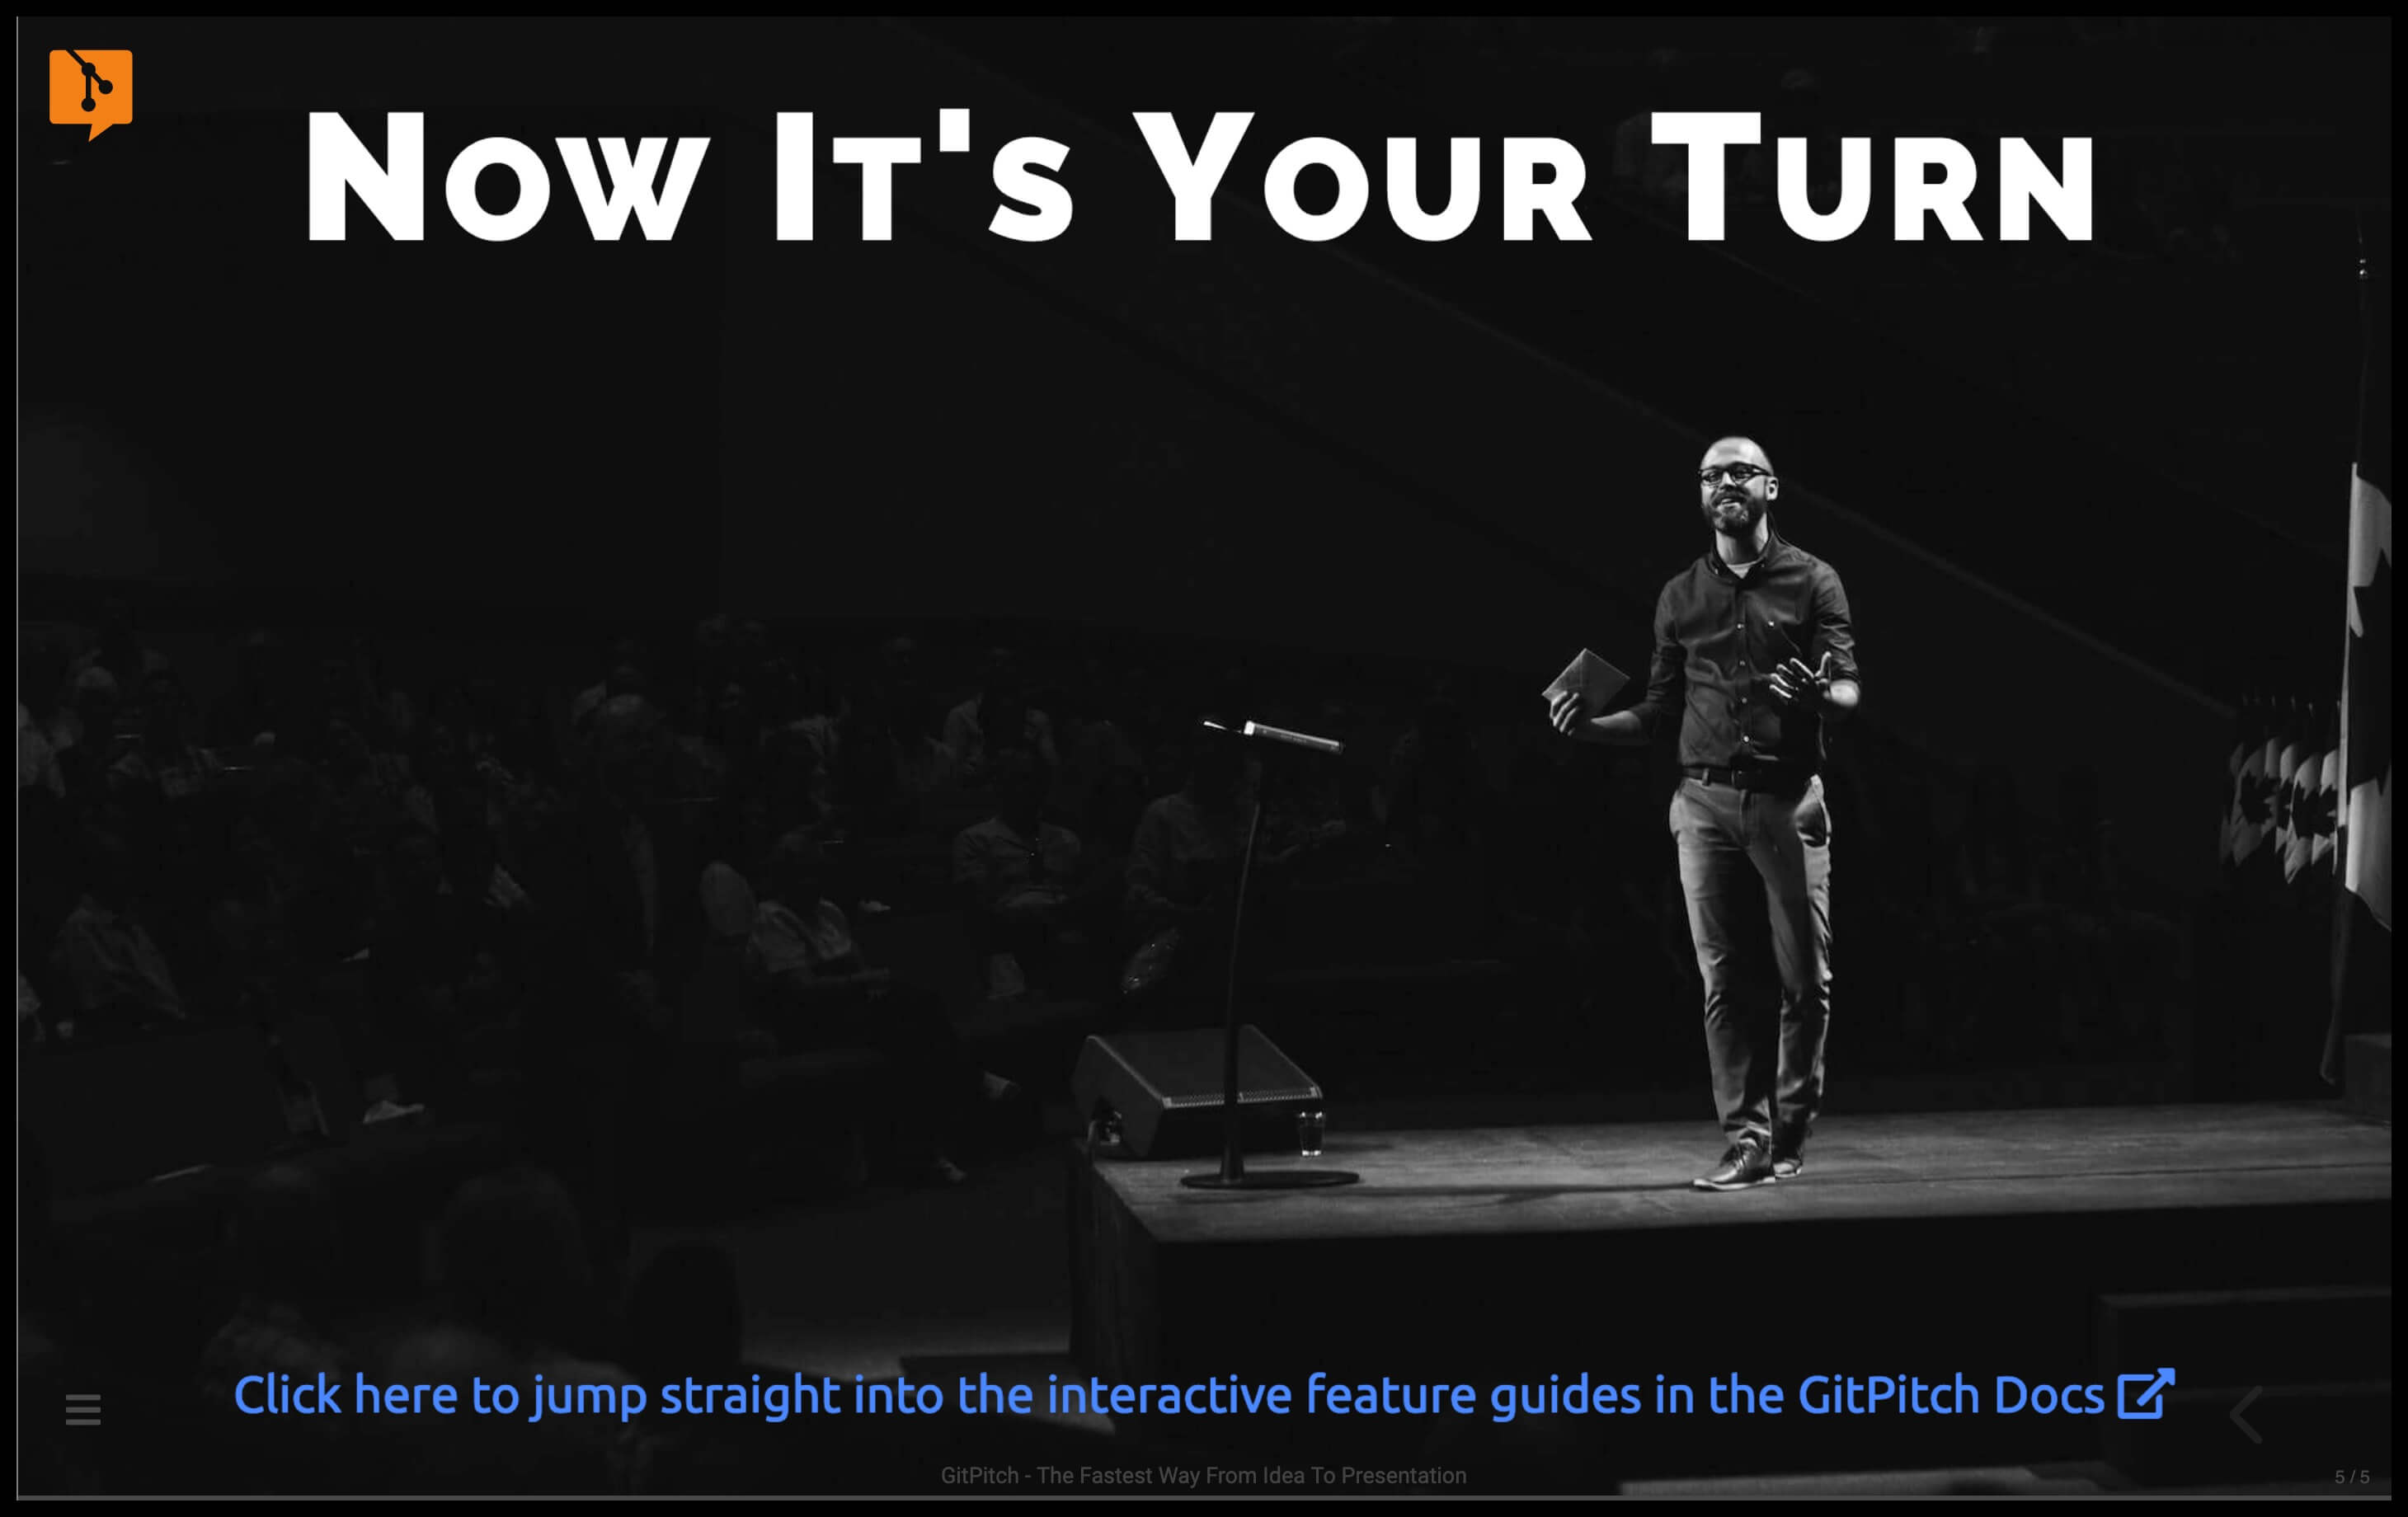 Now It's Your Turn
Click here to jump straight into the interactive feature guides in the GitPitch Docs
GitPitch - The Fastest Way From Idea To Presentation
5 / 5